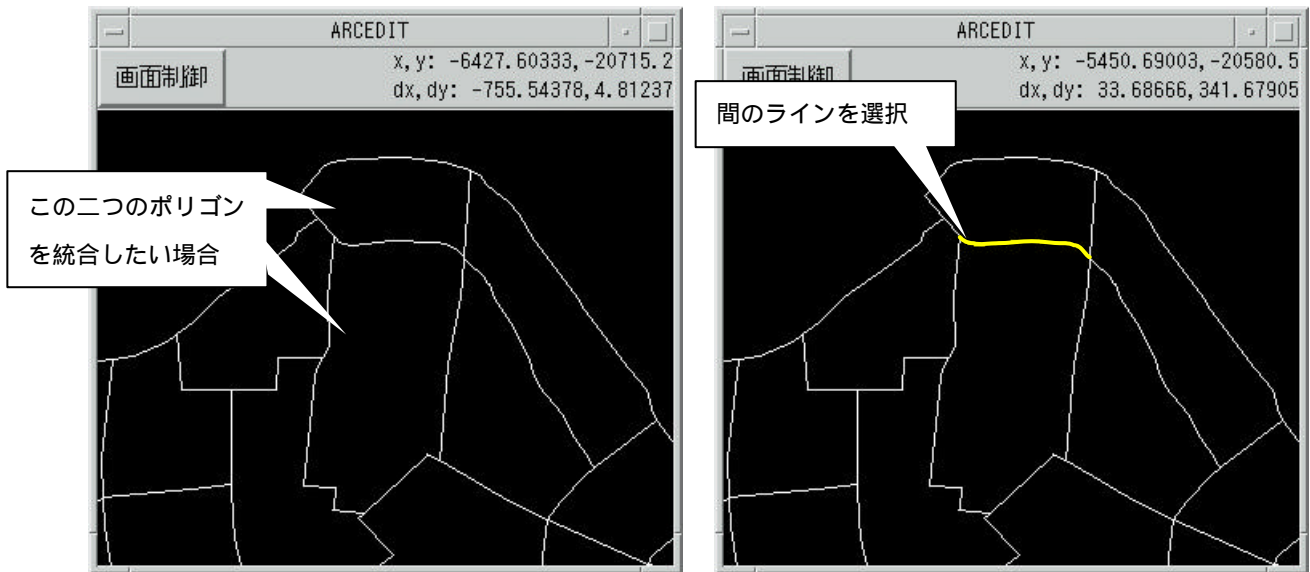 ARCEDIT
画面制御
x,y: -6427.60333,-20715.2
dx,dy: -755.54378,4.81237
この二つのポリゴン
を統合したい場合
ARCEDIT
画面制御
x,y: -5450.69003,-20580.5
dx,dy: 33.68666,341.67905
間のラインを選択